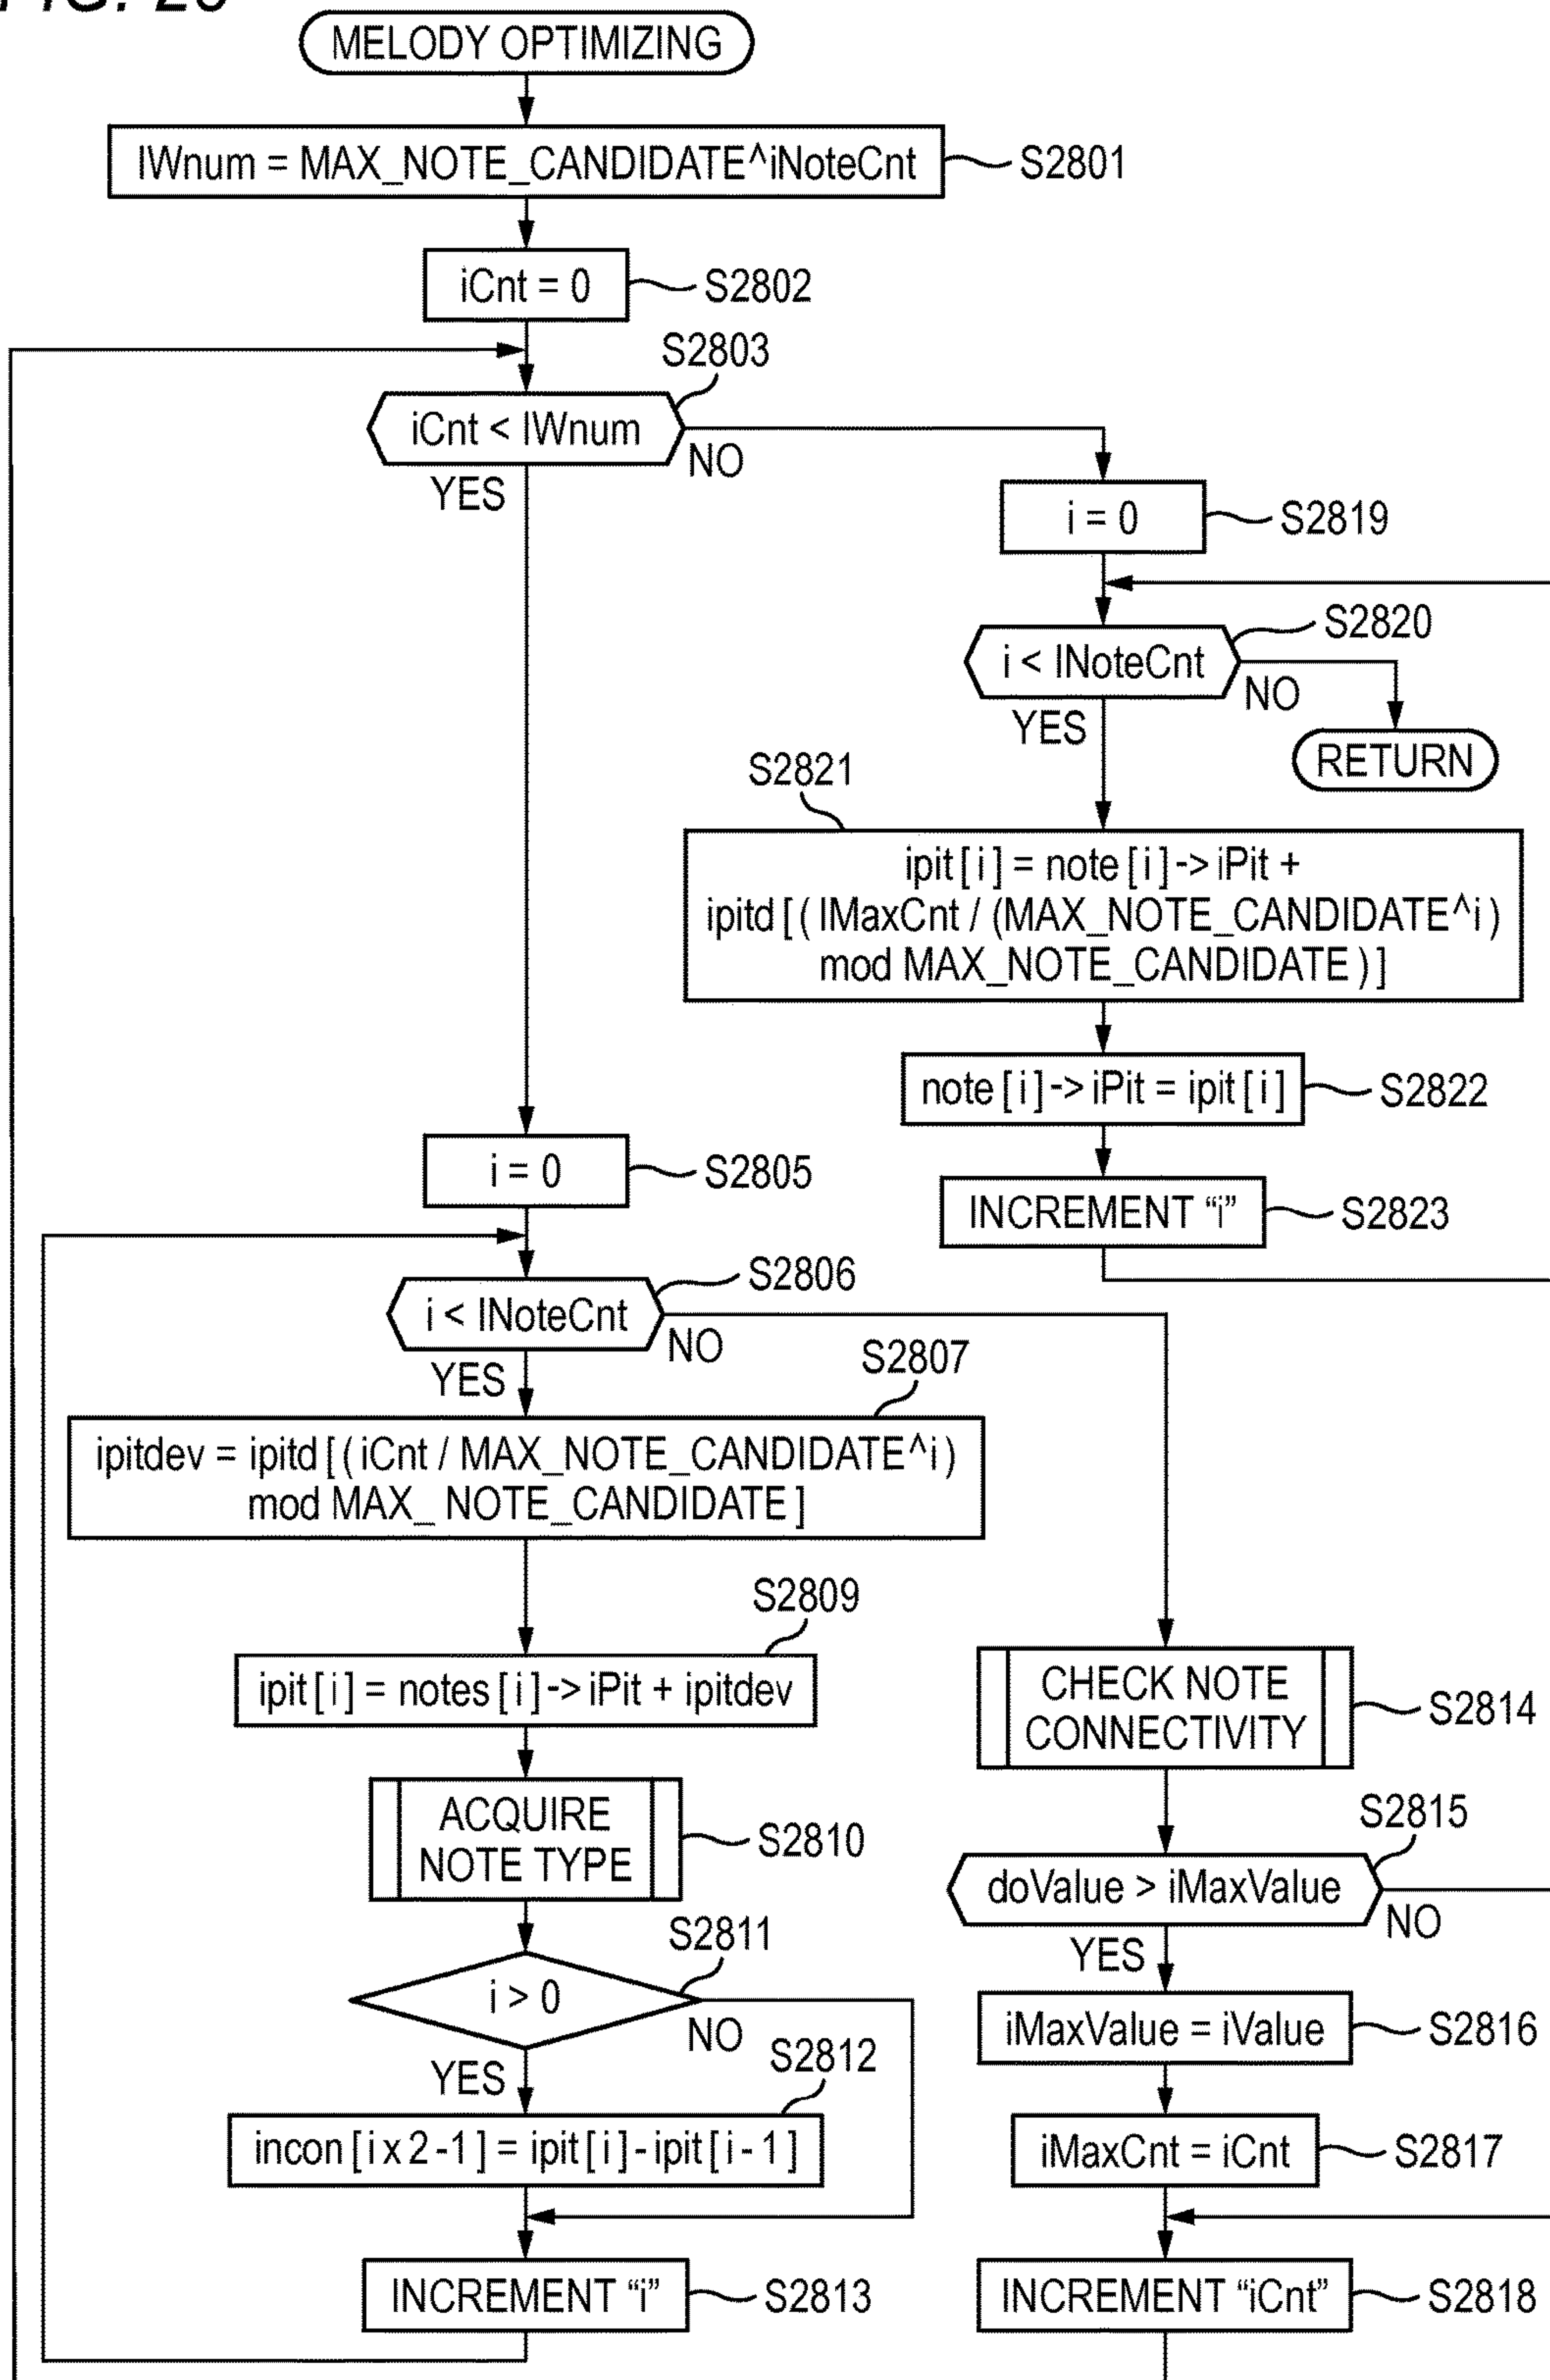 MELODY OPTIMIZING
IWnum = MAX_NOTE_CANDIDATE^iNoteCnt
S2801
iCnt = 0
S2802
S2803
iCnt < IWnum
NO
YES
i = 0
S2819
S2820
i < INoteCnt
NO
YES
RETURN
S2821
ipit [ i ] = note [ i ] -> iPit +
ipitd [ ( IMaxCnt / (MAX_NOTE_CANDIDATE^i )
mod MAX_NOTE_CANDIDATE ) ]
note [ i ] -> iPit = ipit [ i ]
S2822
INCREMENT “i”
S2823
i = 0
S2805
S2806
i < INoteCnt
NO
YES
S2807
ipitdev = ipitd [ ( iCnt / MAX_NOTE_CANDIDATE^i )
mod MAX_ NOTE_CANDIDATE ]
S2809
ipit [ i ] = notes [ i ] -> iPit + ipitdev
ACQUIRE
NOTE TYPE
S2810
S2811
i > 0
NO
YES
S2812
incon [ i x 2 - 1 ] = ipit [ i ] - ipit [ i - 1 ]
INCREMENT “i”
S2813
CHECK NOTE
CONNECTIVITY
S2814
S2815
doValue > iMaxValue
NO
YES
iMaxValue = iValue
S2816
iMaxCnt = iCnt
S2817
INCREMENT “iCnt”
S2818